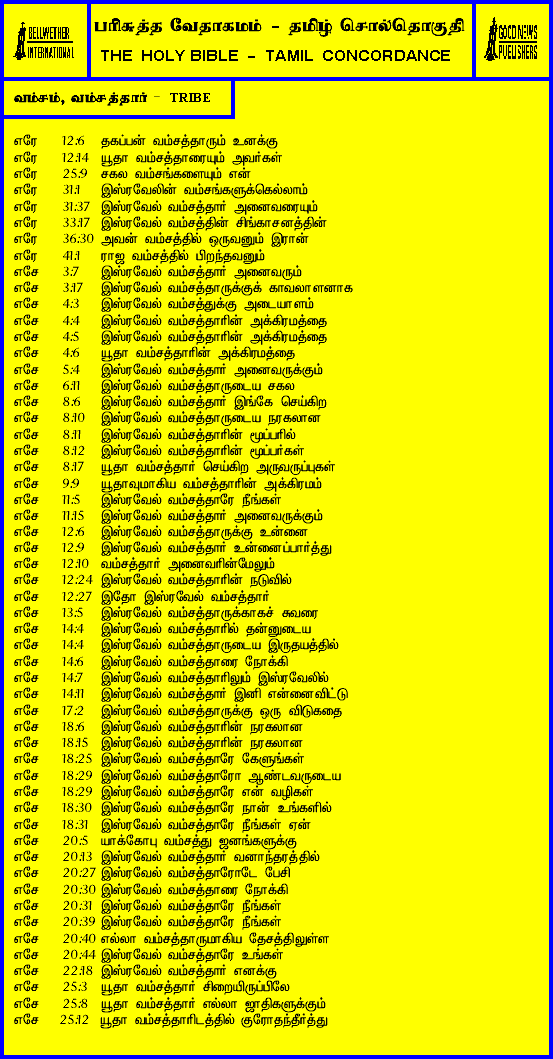 BELLWETHER
INTERNATIONAL
பரிசுத்த வேதாகமம் - தமிழ் சொல்தொகுதி
THE HOLY BIBLE - TAMIL CONCORDANCE
GOOD NEWS
PUBLISHERS
வம்சம், வம்சத்தார் - TRIBE
எரே 12:6 தகப்பன் வம்சத்தாரும் உனக்கு
எரே 12:14 யூதா வம்சத்தாரையும் அவர்கள்
எரே 25:9 சகல வம்சங்களையும் என்
எரே 31:1 இஸ்ரவேலின் வம்சங்களுக்கெல்லாம்
எரே 31:37 இஸ்ரவேல் வம்சத்தார் அனைவரையும்
எரே 33:17 இஸ்ரவேல் வம்சத்தின் சிங்காசனத்தின்
எரே 36:30 அவன் வம்சத்தில் ஒருவனும் இரான்
எரே 41:1 ராஜ வம்சத்தில் பிறந்தவனும்
எசே 3:7 இஸ்ரவேல் வம்சத்தார் அனைவரும்
எசே 3:17 இஸ்ரவேல் வம்சத்தாருக்குக் காவலாளனாக
எசே 4:3 இஸ்ரவேல் வம்சத்துக்கு அடையாளம்
எசே 4:4 இஸ்ரவேல் வம்சத்தாரின் அக்கிரமத்தை
எசே 4:5 இஸ்ரவேல் வம்சத்தாரின் அக்கிரமத்தை
எசே 4:6 யூதா வம்சத்தாரின் அக்கிரமத்தை
எசே 5:4 இஸ்ரவேல் வம்சத்தார் அனைவருக்கும்
எசே 6:11 இஸ்ரவேல் வம்சத்தாருடைய சகல
எசே 8:6 இஸ்ரவேல் வம்சத்தார் இங்கே செய்கிற
எசே 8:10 இஸ்ரவேல் வம்சத்தாருடைய நரகலான
எசே 8:11 இஸ்ரவேல் வம்சத்தாரின் மூப்பரில்
எசே 8:12 இஸ்ரவேல் வம்சத்தாரின் மூப்பர்கள்
எசே 8:17 யூதா வம்சத்தார் செய்கிற அருவருப்புகள்
எசே 9:9 யூதாவுமாகிய வம்சத்தாரின் அக்கிரமம்
எசே 11:5 இஸ்ரவேல் வம்சத்தாரே நீங்கள்
எசே 11:15 இஸ்ரவேல் வம்சத்தார் அனைவருக்கும்
எசே 12:6 இஸ்ரவேல் வம்சத்தாருக்கு உன்னை
எசே 12:9 இஸ்ரவேல் வம்சத்தார் உன்னைப்பார்த்து
எசே 12:10 வம்சத்தார் அனைவரின்மேலும்
எசே 12:24 இஸ்ரவேல் வம்சத்தாரின் நடுவில்
எசே 12:27 இதோ இஸ்ரவேல் வம்சத்தார்
எசே 13:5 இஸ்ரவேல் வம்சத்தாருக்காகச் சுவரை
எசே 14:4 இஸ்ரவேல் வம்சத்தாரில் தன்னுடைய
எசே 14:4 இஸ்ரவேல் வம்சத்தாருடைய இருதயத்தில்
எசே 14:6 இஸ்ரவேல் வம்சத்தாரை நோக்கி
எசே 14:7 இஸ்ரவேல் வம்சத்தாரிலும் இஸ்ரவேலில்
எசே 14:11 இஸ்ரவேல் வம்சத்தார் இனி என்னைவிட்டு
எசே 17:2 இஸ்ரவேல் வம்சத்தாருக்கு ஒரு விடுகதை
எசே 18:6 இஸ்ரவேல் வம்சத்தாரின் நரகலான
எசே 18:15 இஸ்ரவேல் வம்சத்தாரின் நரகலான
எசே 18:25 இஸ்ரவேல் வம்சத்தாரே கேளுங்கள்
எசே 18:29 இஸ்ரவேல் வம்சத்தாரோ ஆண்டவருடைய
எசே 18:29 இஸ்ரவேல் வம்சத்தாரே என் வழிகள்
எசே 18:30 இஸ்ரவேல் வம்சத்தாரே நான் உங்களில்
எசே 18:31 இஸ்ரவேல் வம்சத்தாரே நீங்கள் ஏன்
எசே 20:5 யாக்கோபு வம்சத்து ஜனங்களுக்கு
எசே 20:13 இஸ்ரவேல் வம்சத்தார் வனாந்தரத்தில்
எசே 20:27 இஸ்ரவேல் வம்சத்தாரோடே பேசி
எசே 20:30 இஸ்ரவேல் வம்சத்தாரை நோக்கி
எசே 20:31 இஸ்ரவேல் வம்சத்தாரே நீங்கள்
எசே 20:39 இஸ்ரவேல் வம்சத்தாரே நீங்கள்
எசே 20:40 எல்லா வம்சத்தாருமாகிய தேசத்திலுள்ள
எசே 20:44 இஸ்ரவேல் வம்சத்தாரே உங்கள்
எசே 22:18 இஸ்ரவேல் வம்சத்தார் எனக்கு
எசே 25:3 யூதா வம்சத்தார் சிறையிருப்பிலே
எசே 25:8 யூதா வம்சத்தார் எல்லா ஜாதிகளுக்கும்
எசே 25:12 யூதா வம்சத்தாரிடத்தில் குரோதந்தீர்த்து